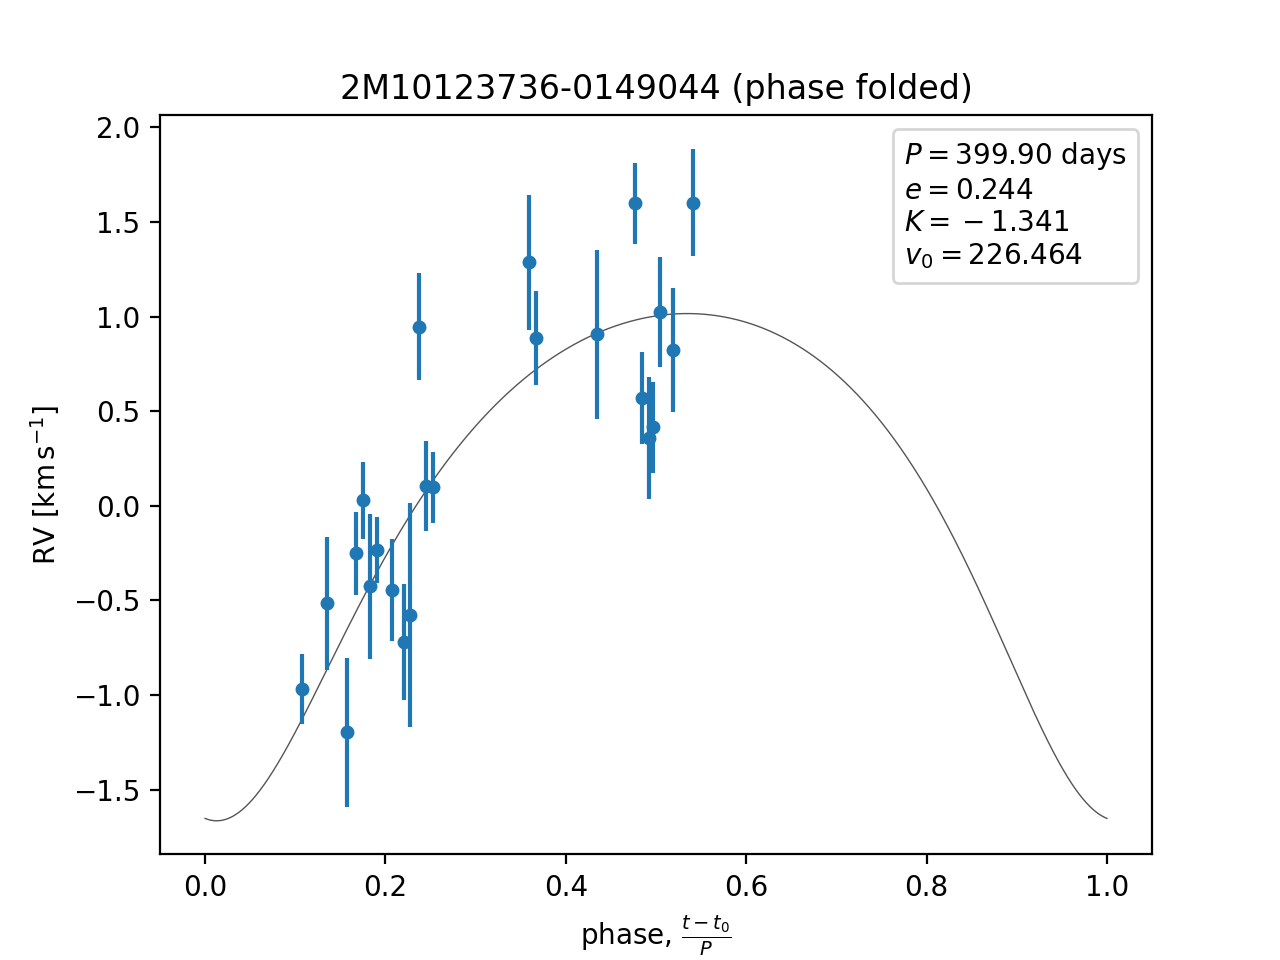 2M10123736-0149044 (phase folded)
P = 399.90 days
e = 0.244
K = −1.341
v₀ = 226.464
RV [km s⁻¹]
2.0
1.5
1.0
0.5
0.0
−0.5
−1.0
−1.5
0.0 0.2 0.4 0.6 0.8 1.0
phase, (t − t₀)/P